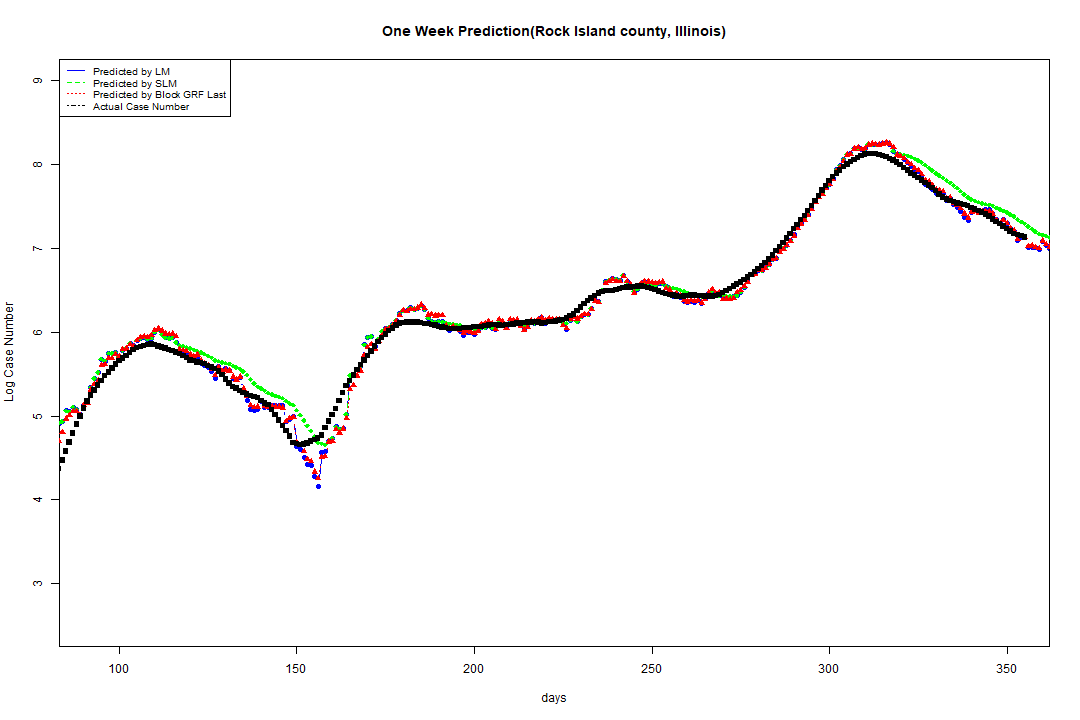 One Week Prediction(Rock Island county, Illinois)
Predicted by LM
Predicted by SLM
Predicted by Block GRF Last
Actual Case Number
9
8
7
6
5
4
3
Log Case Number
100 150 200 250 300 350
days